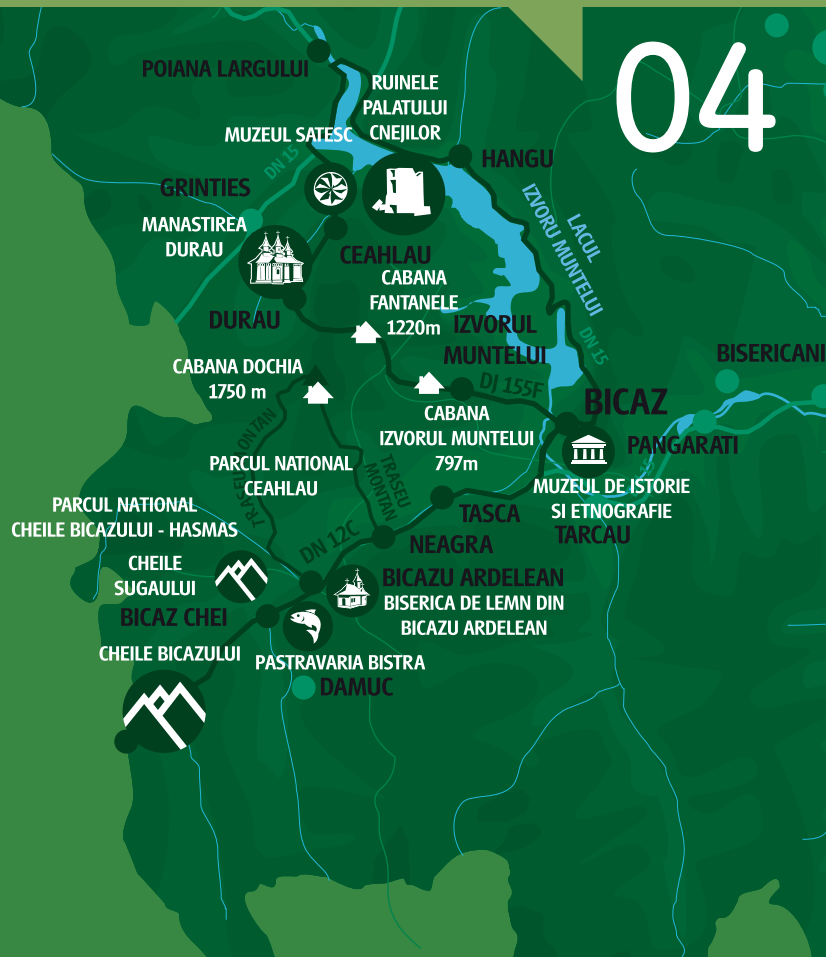 04
POIANA LARGULUI
RUINELE
PALATULUI
CNEJILOR
MUZEUL SATESC
DN 15
HANGU
GRINTIES
MANASTIREA
DURAU
LACUL
IZVORU MUNTELUI
CEAHLAU
CABANA
FANTANELE
1220m
DURAU
IZVORUL
MUNTELUI
DN 15
BISERICANI
CABANA DOCHIA
1750 m
DJ 155F
BICAZ
CABANA
IZVORUL MUNTELUI
797m
PANGARATI
TRASEU MONTAN
TRASEU
MONTAN
PARCUL NATIONAL
CEAHLAU
MUZEUL DE ISTORIE
SI ETNOGRAFIE
PARCUL NATIONAL
CHEILE BICAZULUI - HASMAS
TASCA
TARCAU
DN 12C
NEAGRA
CHEILE
SUGAULUI
BICAZU ARDELEAN
BISERICA DE LEMN DIN
BICAZU ARDELEAN
BICAZ CHEI
CHEILE BICAZULUI
PASTRAVARIA BISTRA
DAMUC